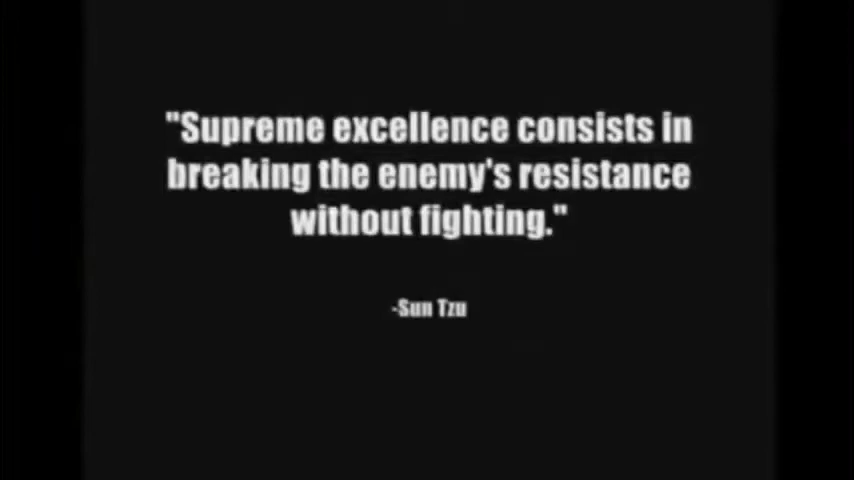 "Supreme excellence consists in
breaking the enemy's resistance
without fighting."
-Sun Tzu